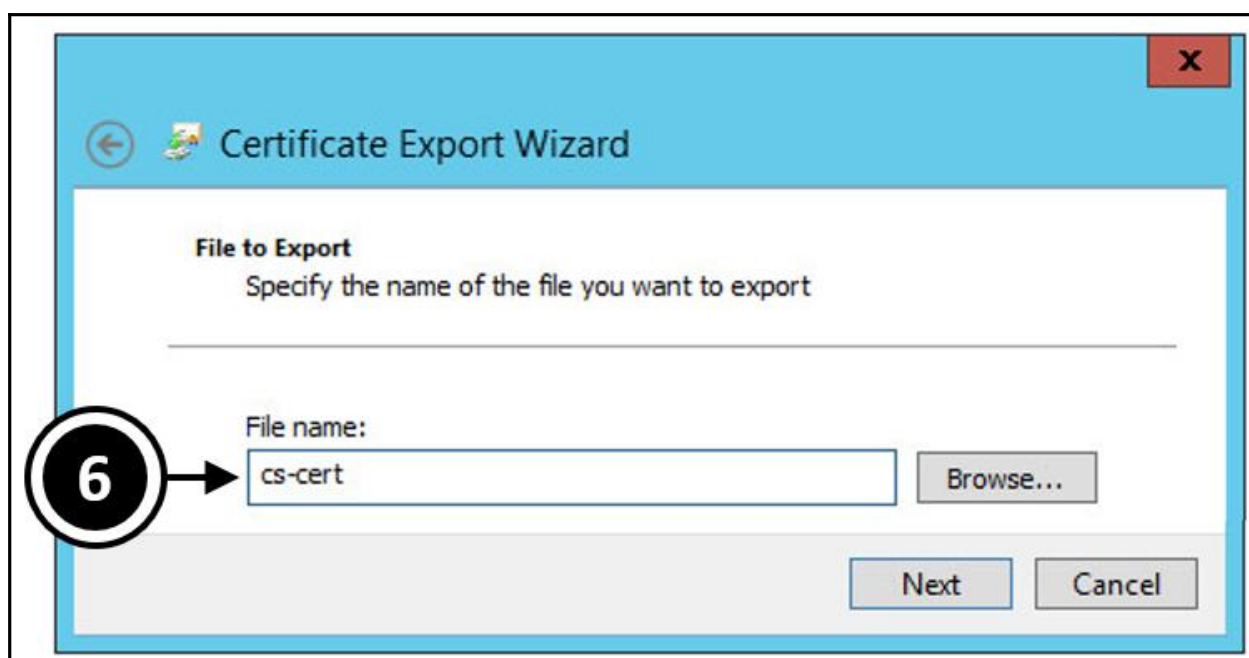 x
Certificate Export Wizard
File to Export
Specify the name of the file you want to export
File name:
6
cs-cert
Browse...
Next
Cancel